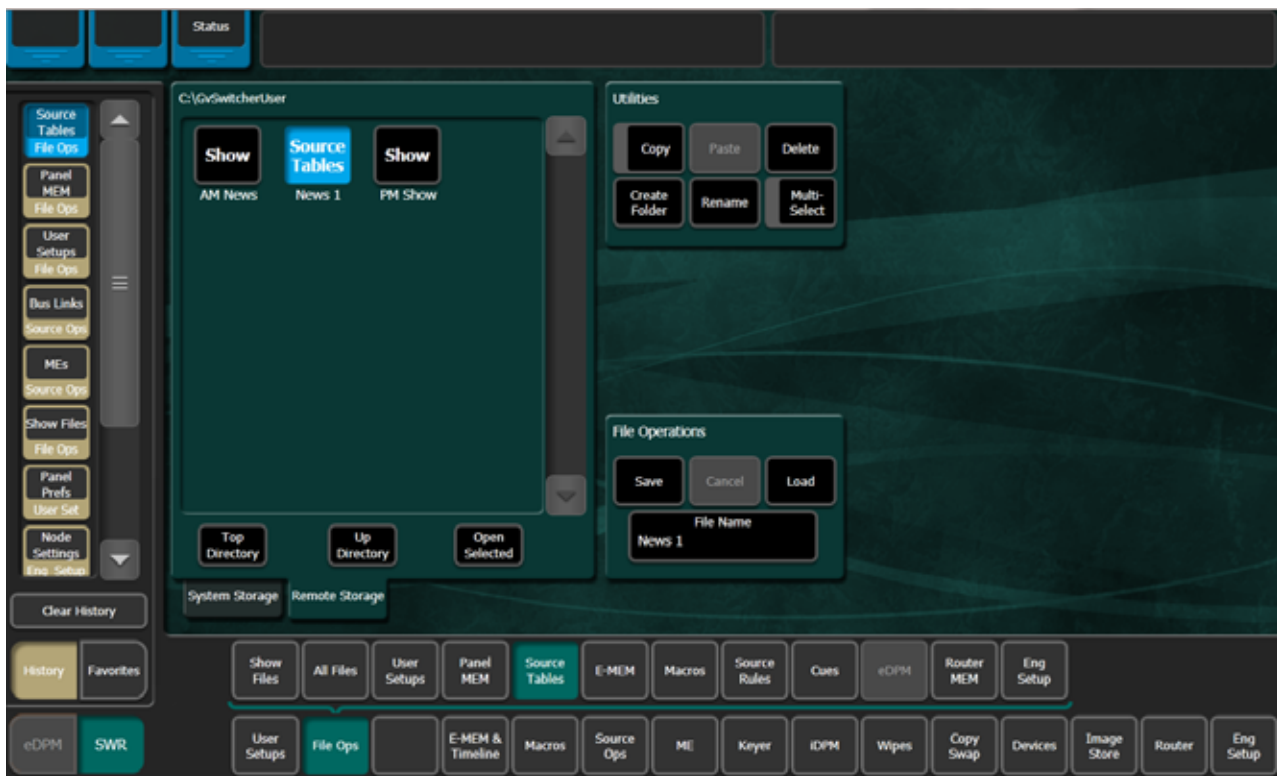 Status
C:\GvSwitcherUser
Utilities
Source
Tables
File Ops
Panel
MEM
File Ops
User
Setups
File Ops
Bus Links
Source Ops
MEs
Source Ops
Show Files
File Ops
Panel
Prefs
User Set
Node
Settings
Eng Setup
Clear History
History
Favorites
eDPM
SWR
Show
AM News
Source
Tables
News 1
Show
PM Show
Top
Directory
Up
Directory
Open
Selected
System Storage
Remote Storage
Copy
Paste
Delete
Create
Folder
Rename
Multi-
Select
File Operations
Save
Cancel
Load
File Name
News 1
Show
Files
All Files
User
Setups
Panel
MEM
Source
Tables
E-MEM
Macros
Source
Rules
Cues
eDPM
Router
MEM
Eng
Setup
User
Setups
File Ops
E-MEM &
Timeline
Macros
Source
Ops
ME
Keyer
iDPM
Wipes
Copy
Swap
Devices
Image
Store
Router
Eng
Setup